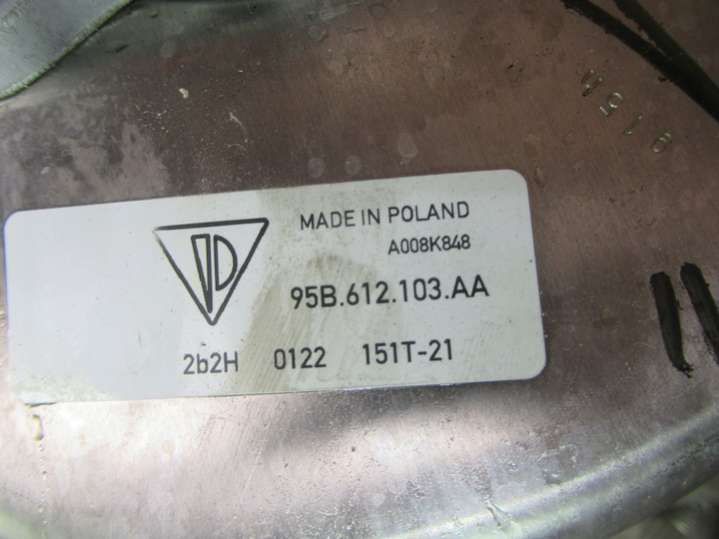 MADE IN POLAND
A008K848
95B.612.103.AA
2b2H 0122 151T-21